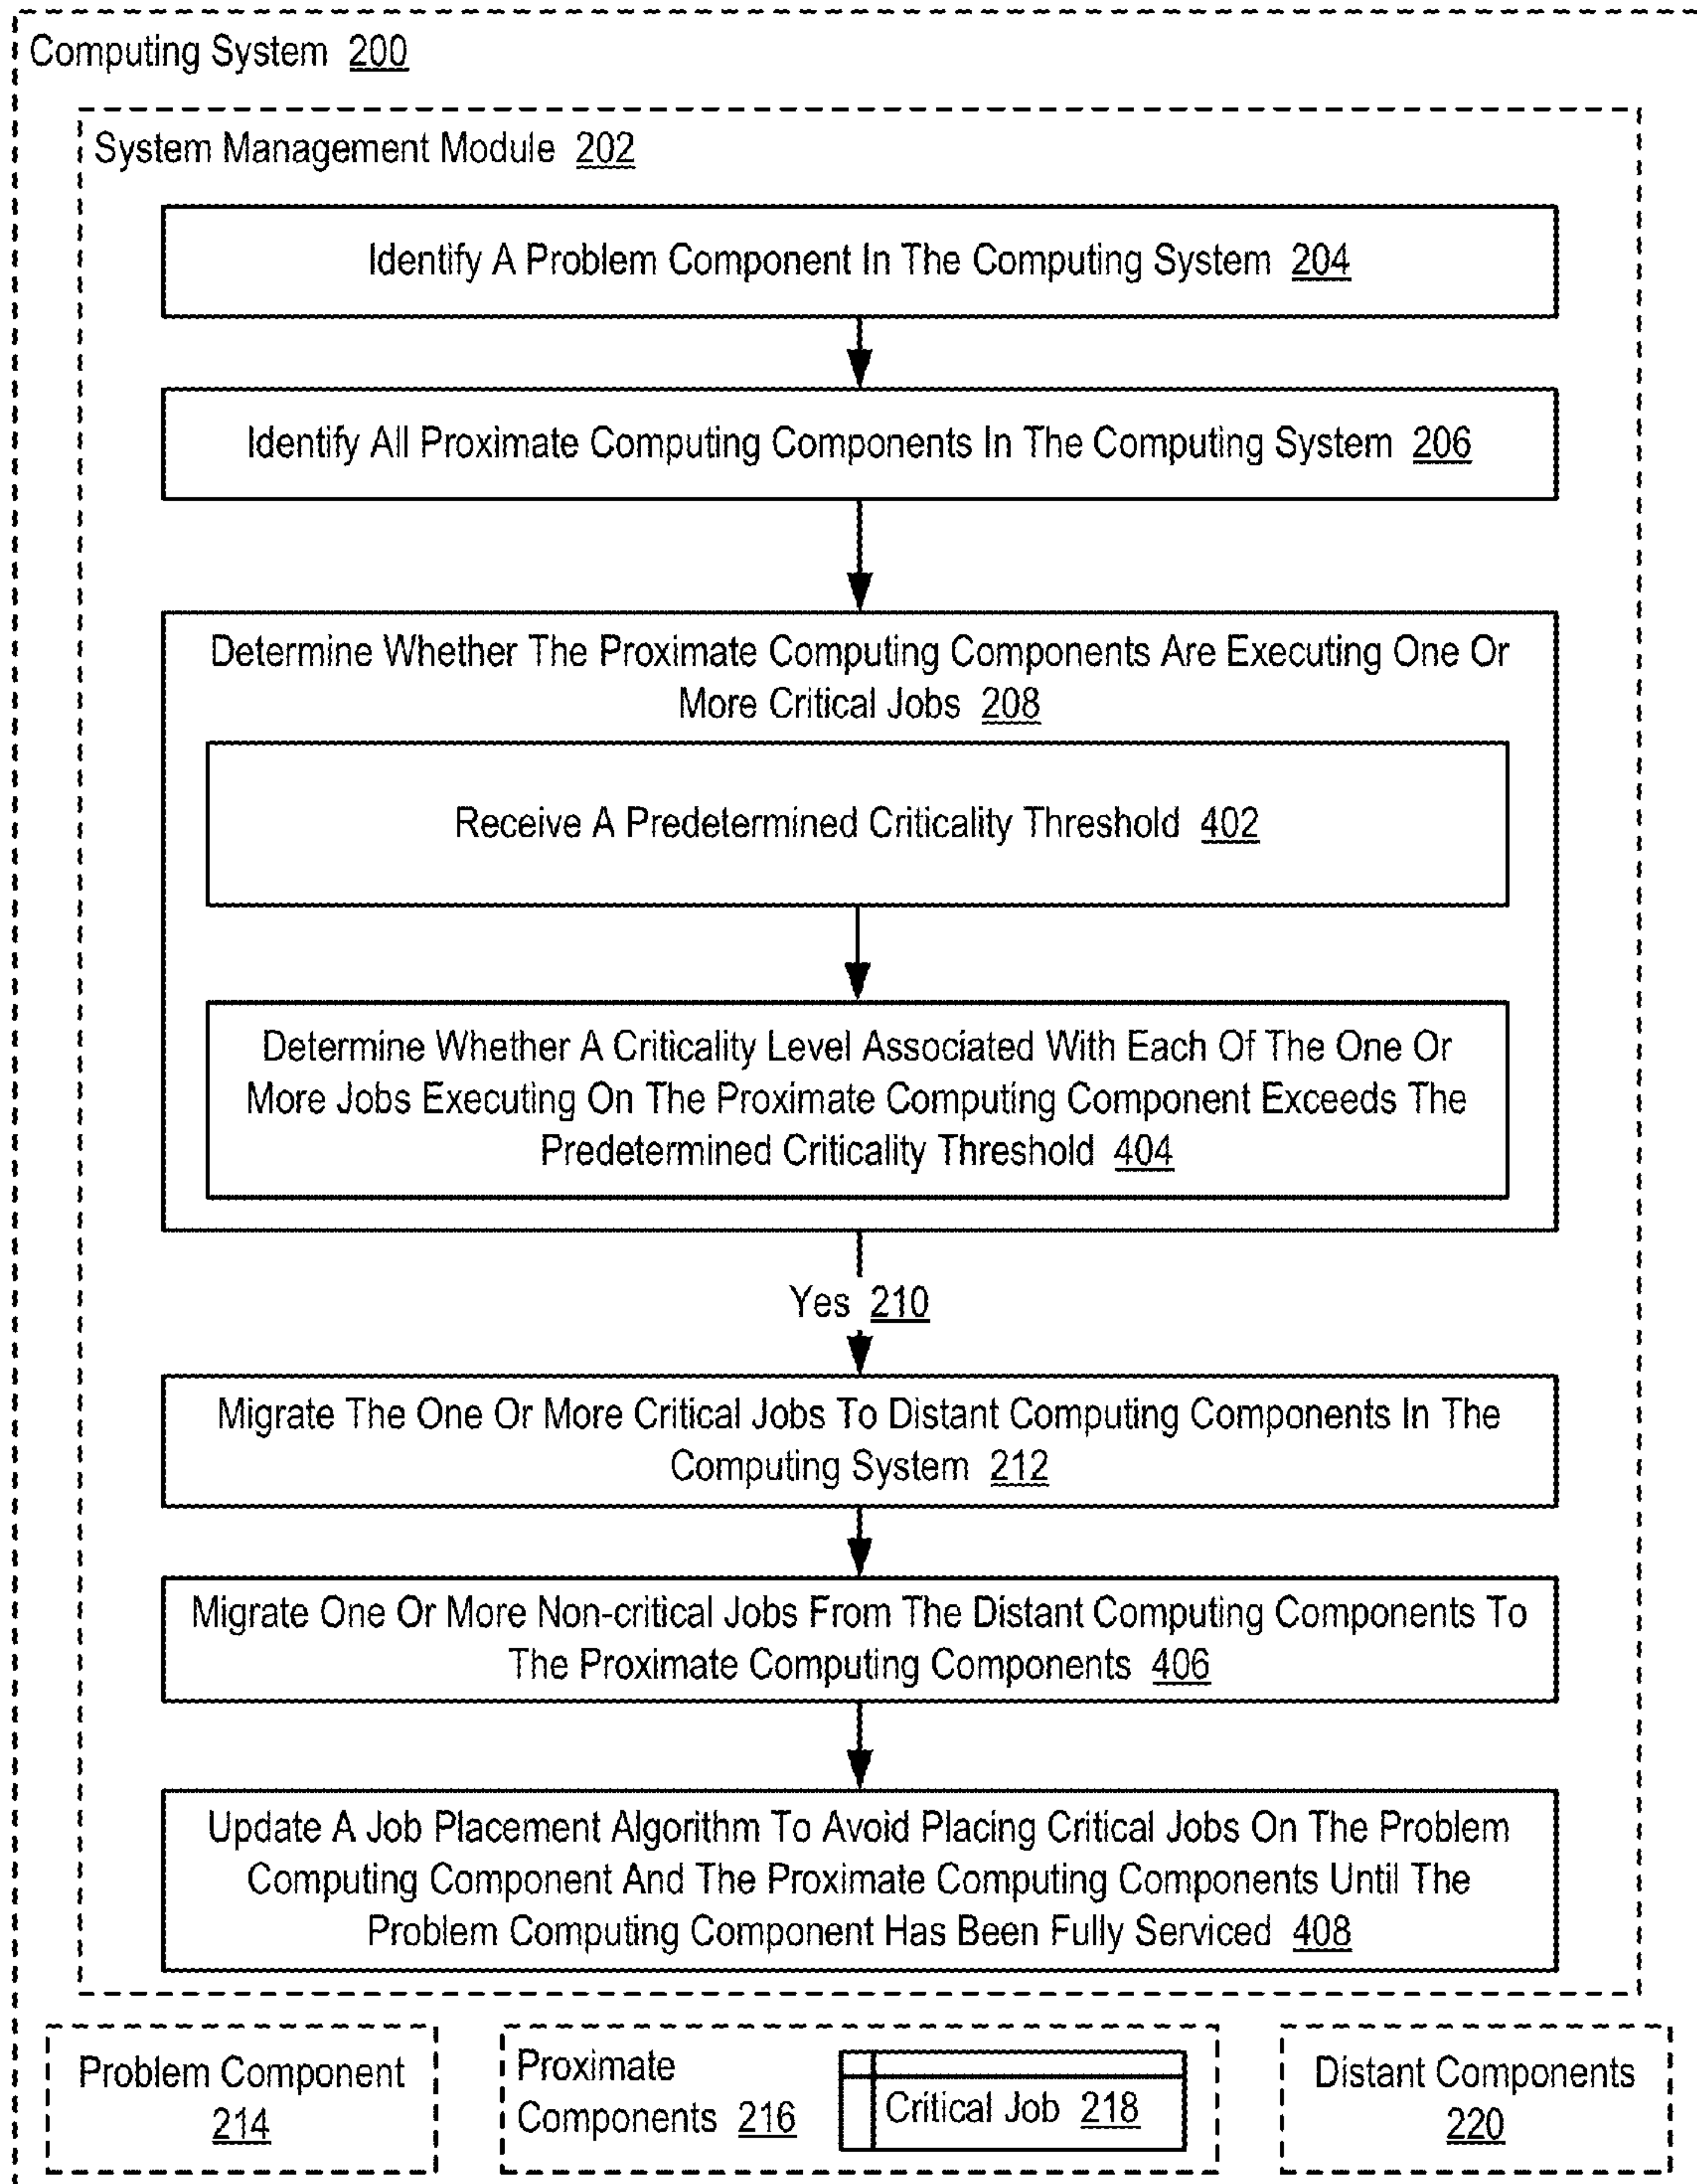 Computing System 200
System Management Module 202
Identify A Problem Component In The Computing System 204
Identify All Proximate Computing Components In The Computing System 206
Determine Whether The Proximate Computing Components Are Executing One Or
More Critical Jobs 208
Receive A Predetermined Criticality Threshold 402
Determine Whether A Criticality Level Associated With Each Of The One Or
More Jobs Executing On The Proximate Computing Component Exceeds The
Predetermined Criticality Threshold 404
Yes 210
Migrate The One Or More Critical Jobs To Distant Computing Components In The
Computing System 212
Migrate One Or More Non-critical Jobs From The Distant Computing Components To
The Proximate Computing Components 406
Update A Job Placement Algorithm To Avoid Placing Critical Jobs On The Problem
Computing Component And The Proximate Computing Components Until The
Problem Computing Component Has Been Fully Serviced 408
Problem Component
214
Proximate
Components 216
Critical Job 218
Distant Components
220